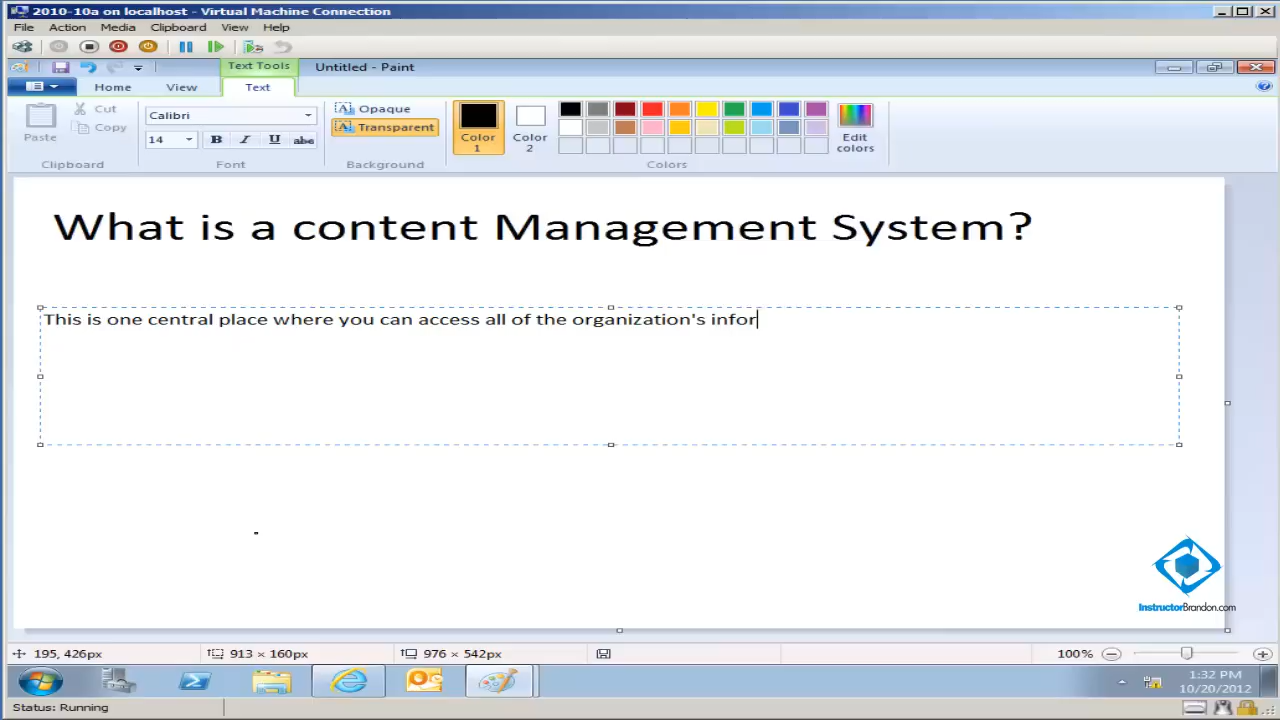 2010-10a on localhost - Virtual Machine Connection
File Action Media Clipboard View Help
Text Tools Untitled - Paint
Home View Text
Paste Cut Copy
Clipboard
Calibri
14 B I U abc
Font
Opaque
Transparent
Background
Color 1
Color 2
Edit colors
Colors
What is a content Management System?
This is one central place where you can access all of the organization's infor
InstructorBrandon.com
195, 426px 913 × 160px 976 × 542px 100%
1:32 PM
10/20/2012
Status: Running